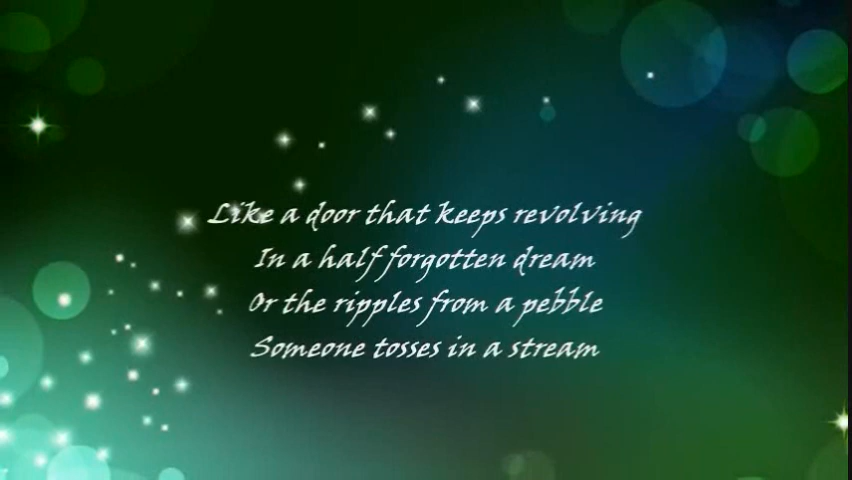 Like a door that keeps revolving
In a half forgotten dream
Or the ripples from a pebble
Someone tosses in a stream